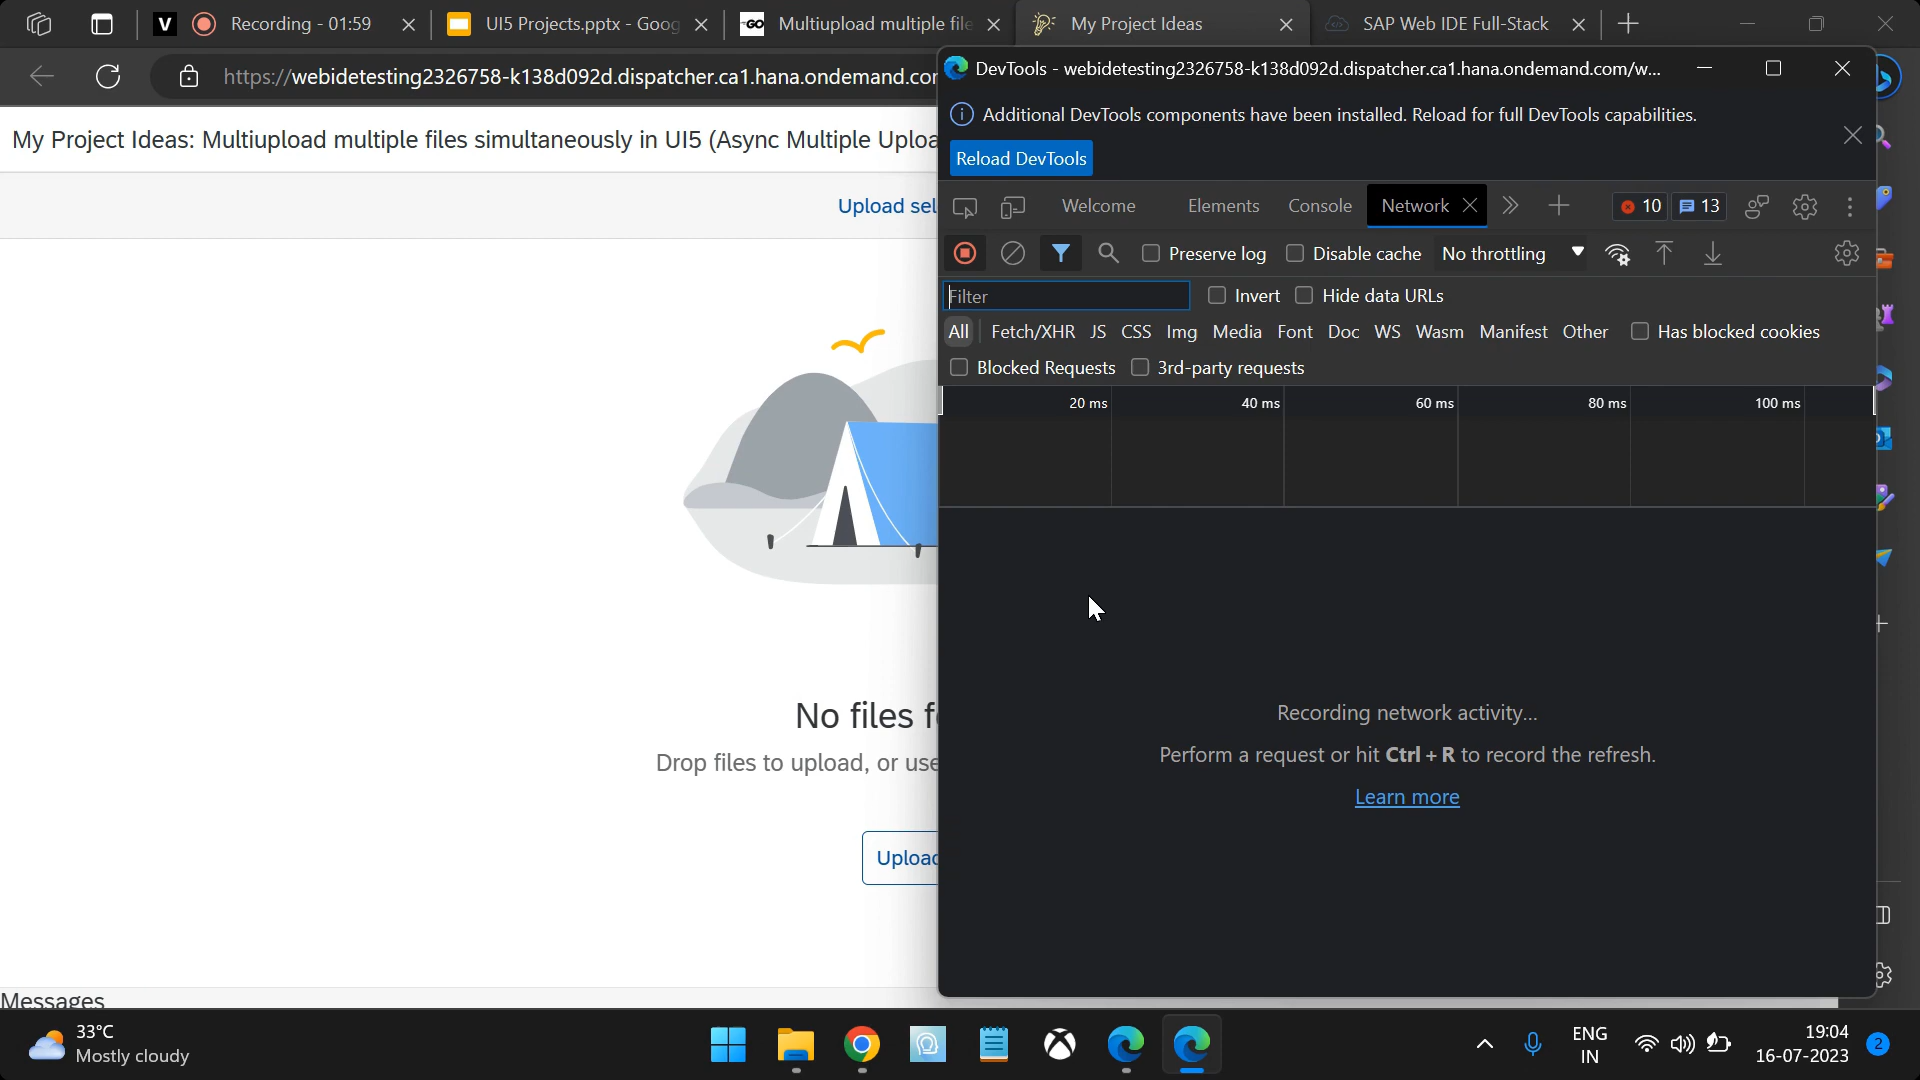 V Recording - 01:59 UI5 Projects.pptx - Goog GO Multiupload multiple file My Project Ideas SAP Web IDE Full-Stack
https://webidetesting2326758-k138d092d.dispatcher.ca1.hana.ondemand.co
DevTools - webidetesting2326758-k138d092d.dispatcher.ca1.hana.ondemand.com/w...
Additional DevTools components have been installed. Reload for full DevTools capabilities.
Reload DevTools
My Project Ideas: Multiupload multiple files simultaneously in UI5 (Async Multiple Uploa
Upload sel
Welcome Elements Console Network 10 13
Preserve log Disable cache No throttling
Filter Invert Hide data URLs
All Fetch/XHR JS CSS Img Media Font Doc WS Wasm Manifest Other Has blocked cookies
Blocked Requests 3rd-party requests
20 ms 40 ms 60 ms 80 ms 100 ms
No files f
Drop files to upload, or use
Upload
Recording network activity...
Perform a request or hit Ctrl + R to record the refresh.
Learn more
Messages
33°C
Mostly cloudy
ENG
IN
19:04
16-07-2023
2